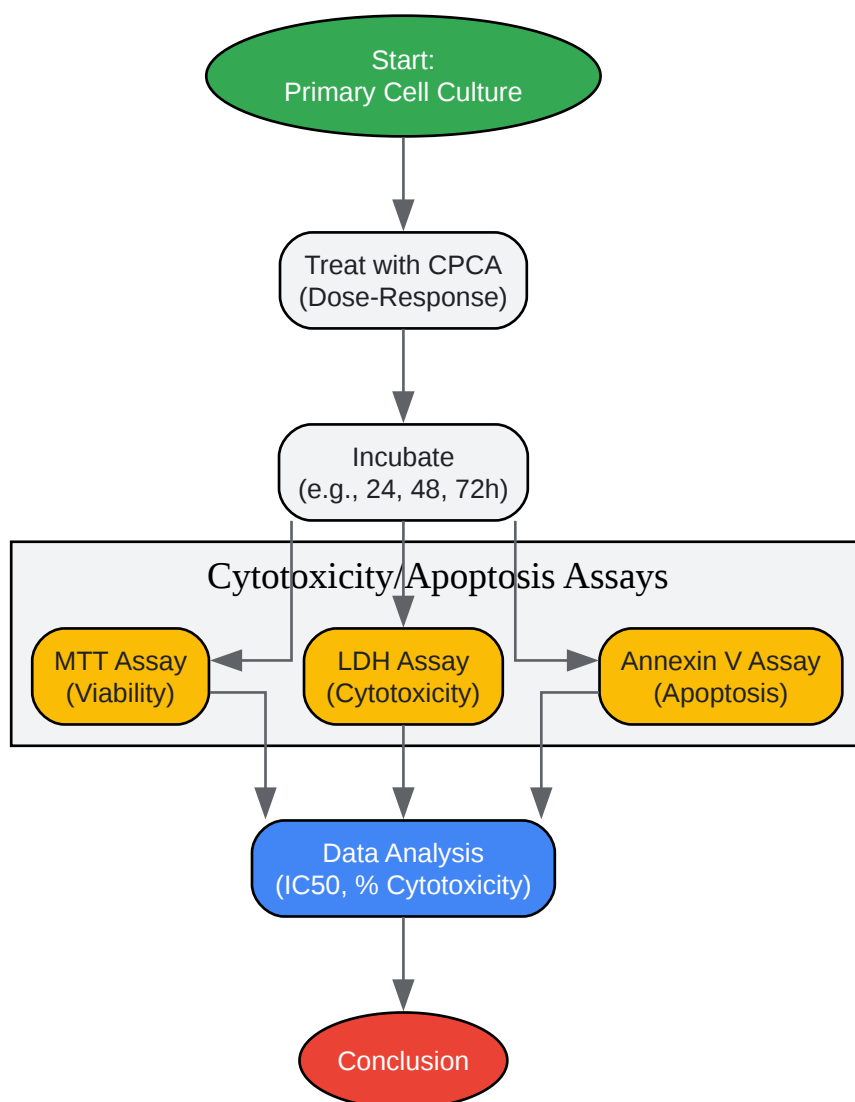 Start:
Primary Cell Culture
Treat with CPCA
(Dose-Response)
Incubate
(e.g., 24, 48, 72h)
Cytotoxicity/Apoptosis Assays
MTT Assay
(Viability)
LDH Assay
(Cytotoxicity)
Annexin V Assay
(Apoptosis)
Data Analysis
(IC50, % Cytotoxicity)
Conclusion